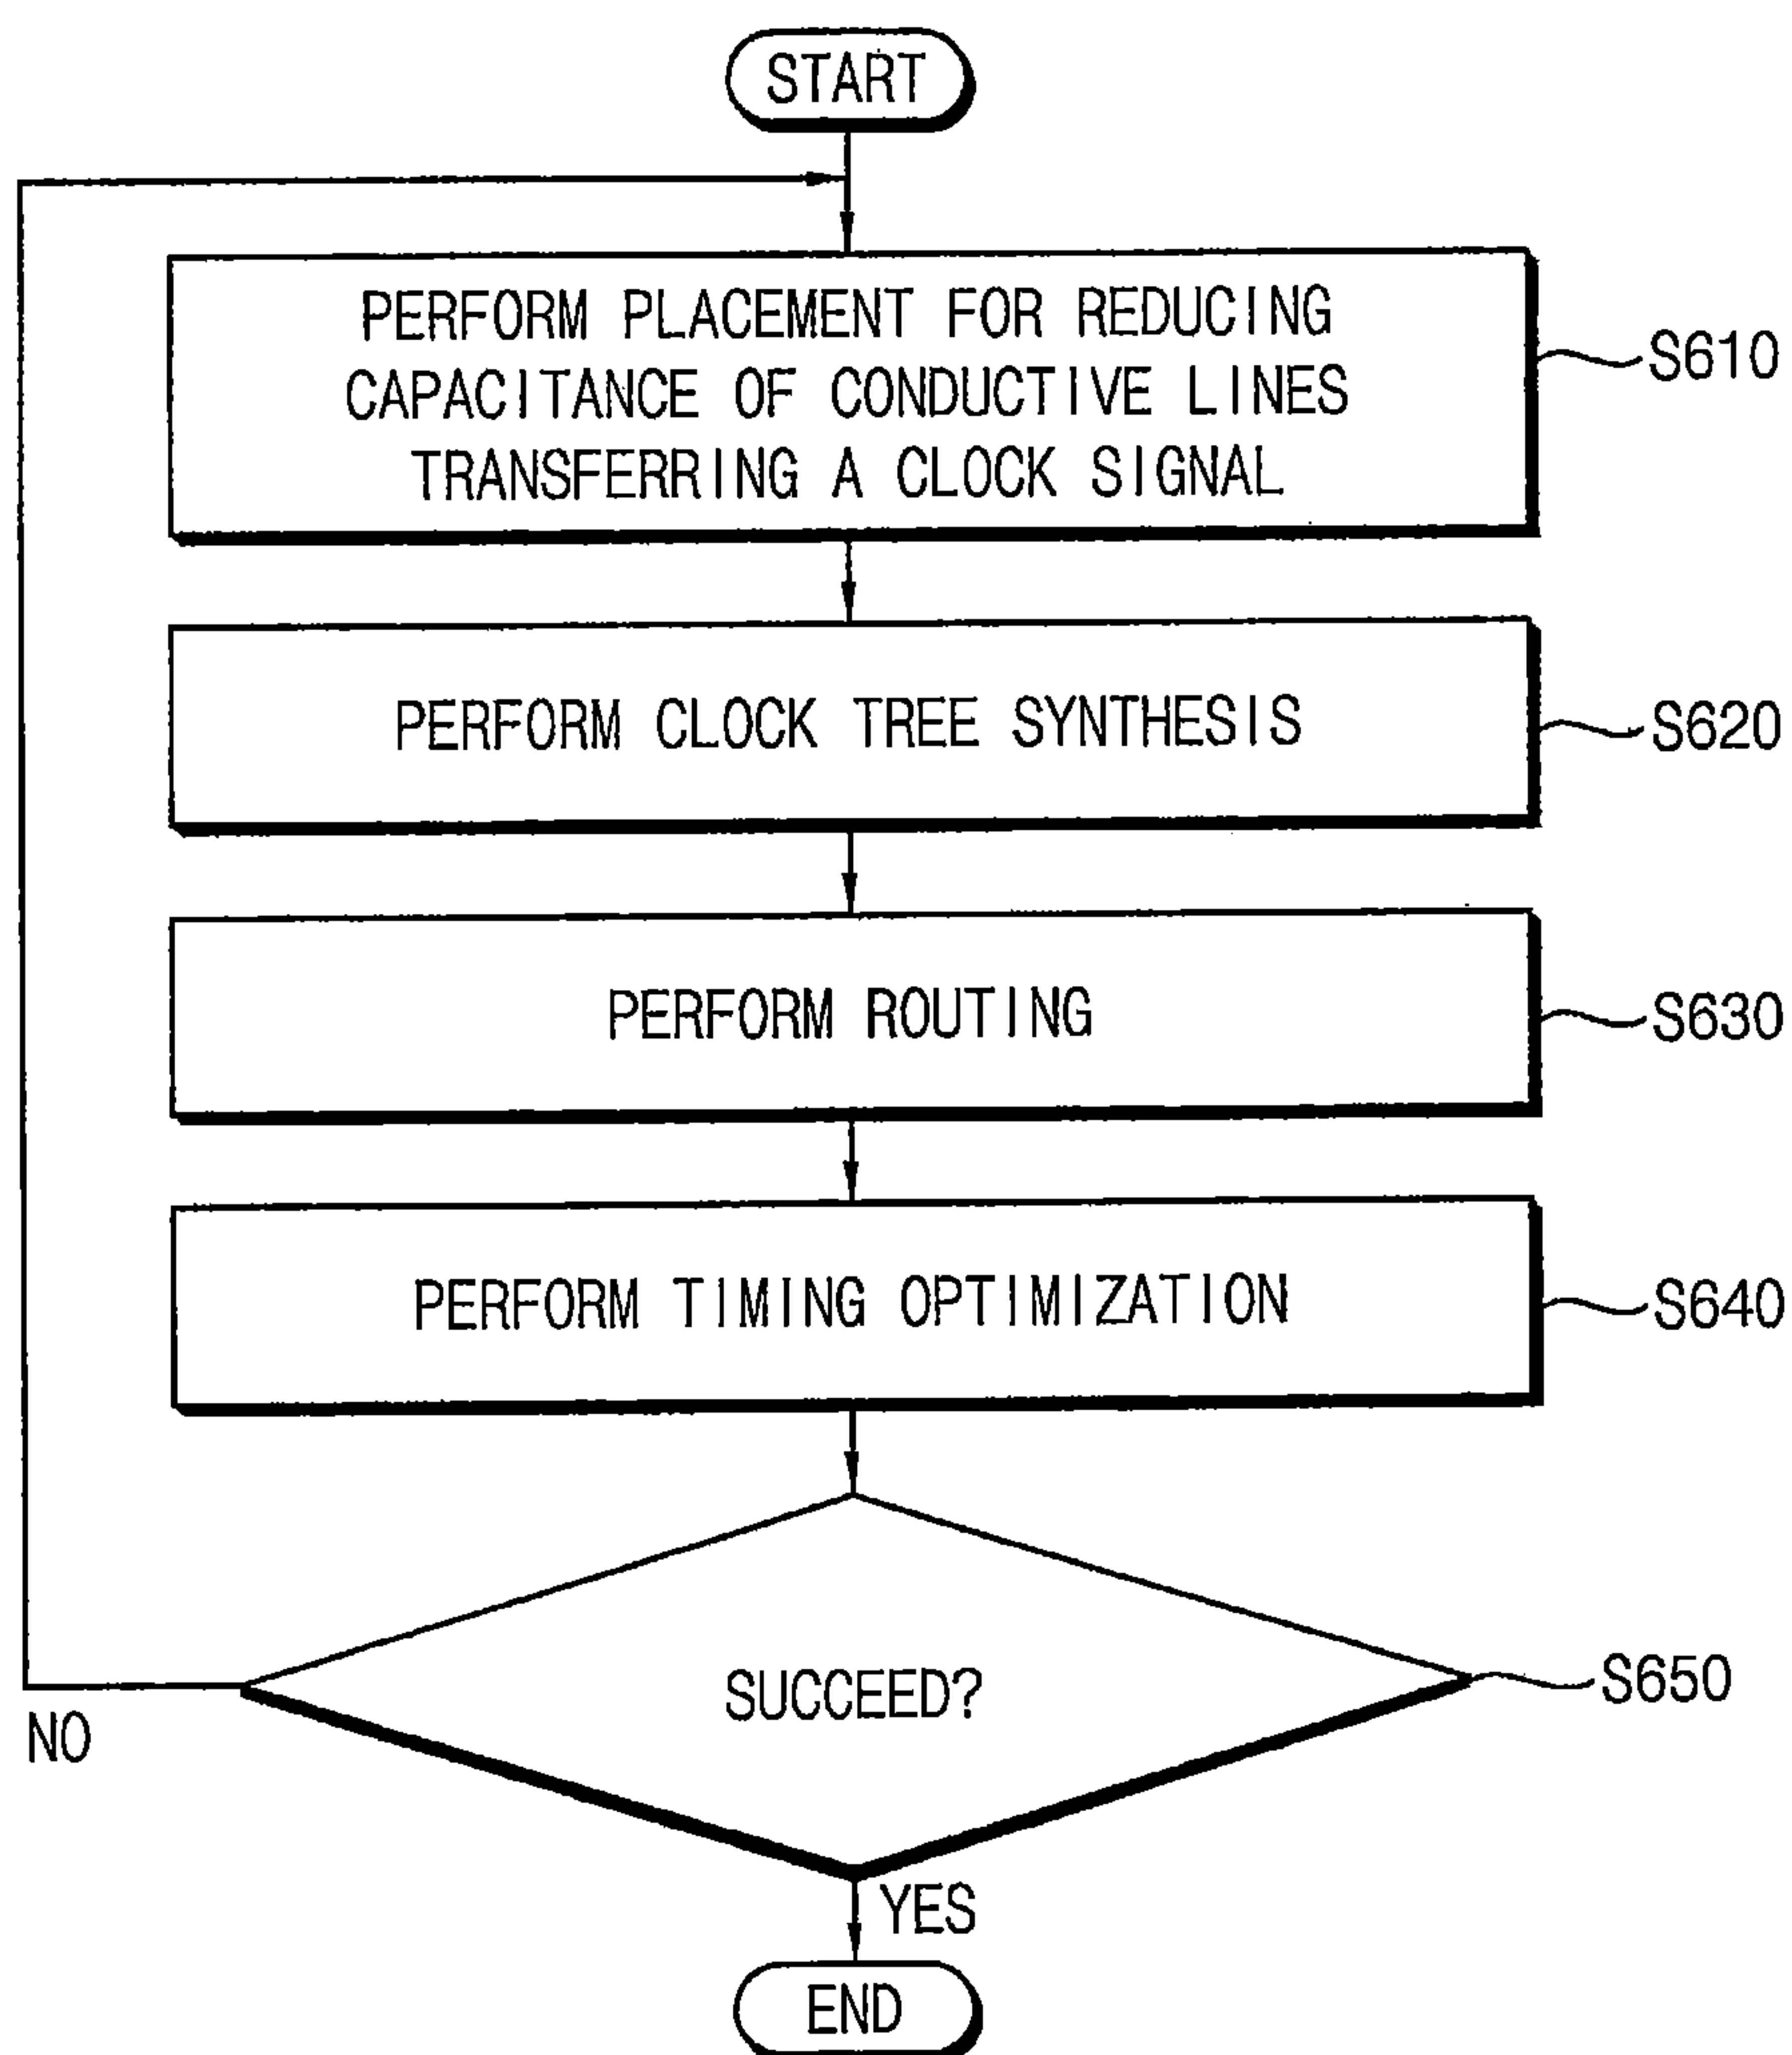 START
PERFORM PLACEMENT FOR REDUCING
CAPACITANCE OF CONDUCTIVE LINES
TRANSFERRING A CLOCK SIGNAL
S610
PERFORM CLOCK TREE SYNTHESIS
S620
PERFORM ROUTING
S630
PERFORM TIMING OPTIMIZATION
S640
SUCCEED?
S650
NO
YES
END